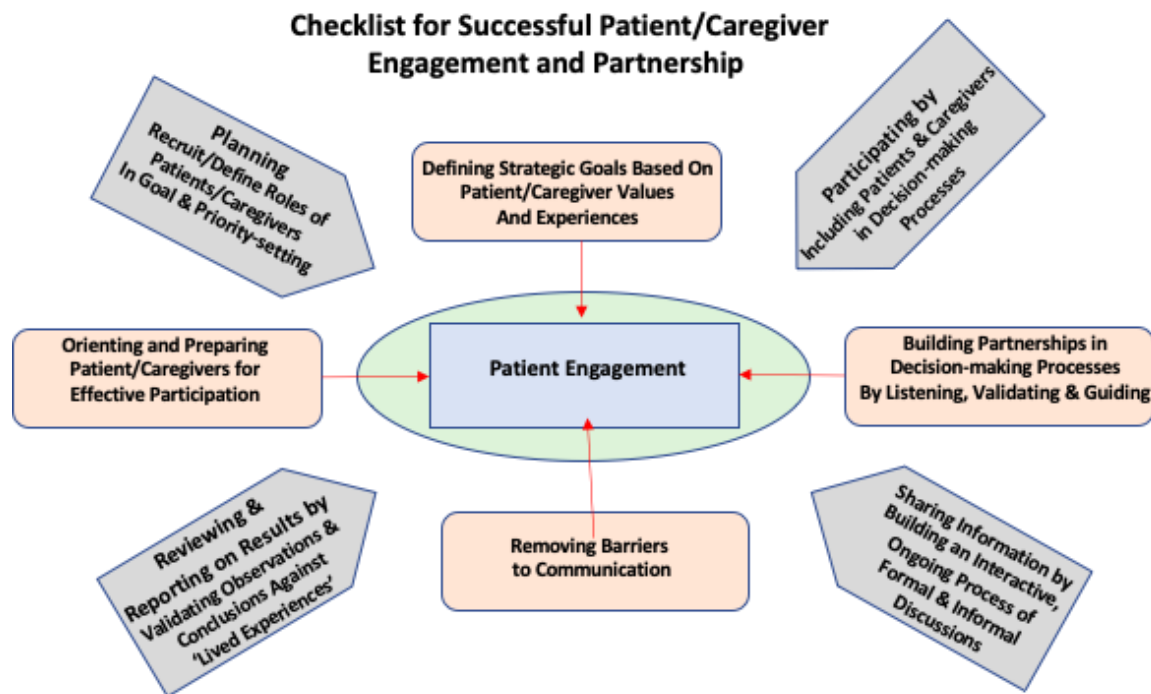 Checklist for Successful Patient/Caregiver
Engagement and Partnership
Planning
Recruit/Define Roles of
Patients/Caregivers
In Goal & Priority-setting
Defining Strategic Goals Based On
Patient/Caregiver Values
And Experiences
Participating by
Including Patients & Caregivers
in Decision-making
Processes
Orienting and Preparing
Patient/Caregivers for
Effective Participation
Patient Engagement
Building Partnerships in
Decision-making Processes
By Listening, Validating & Guiding
Reviewing &
Reporting on Results by
Validating Observations &
Conclusions Against
‘Lived Experiences’
Removing Barriers
to Communication
Sharing Information by
Building an Interactive,
Ongoing Process of
Formal & Informal
Discussions